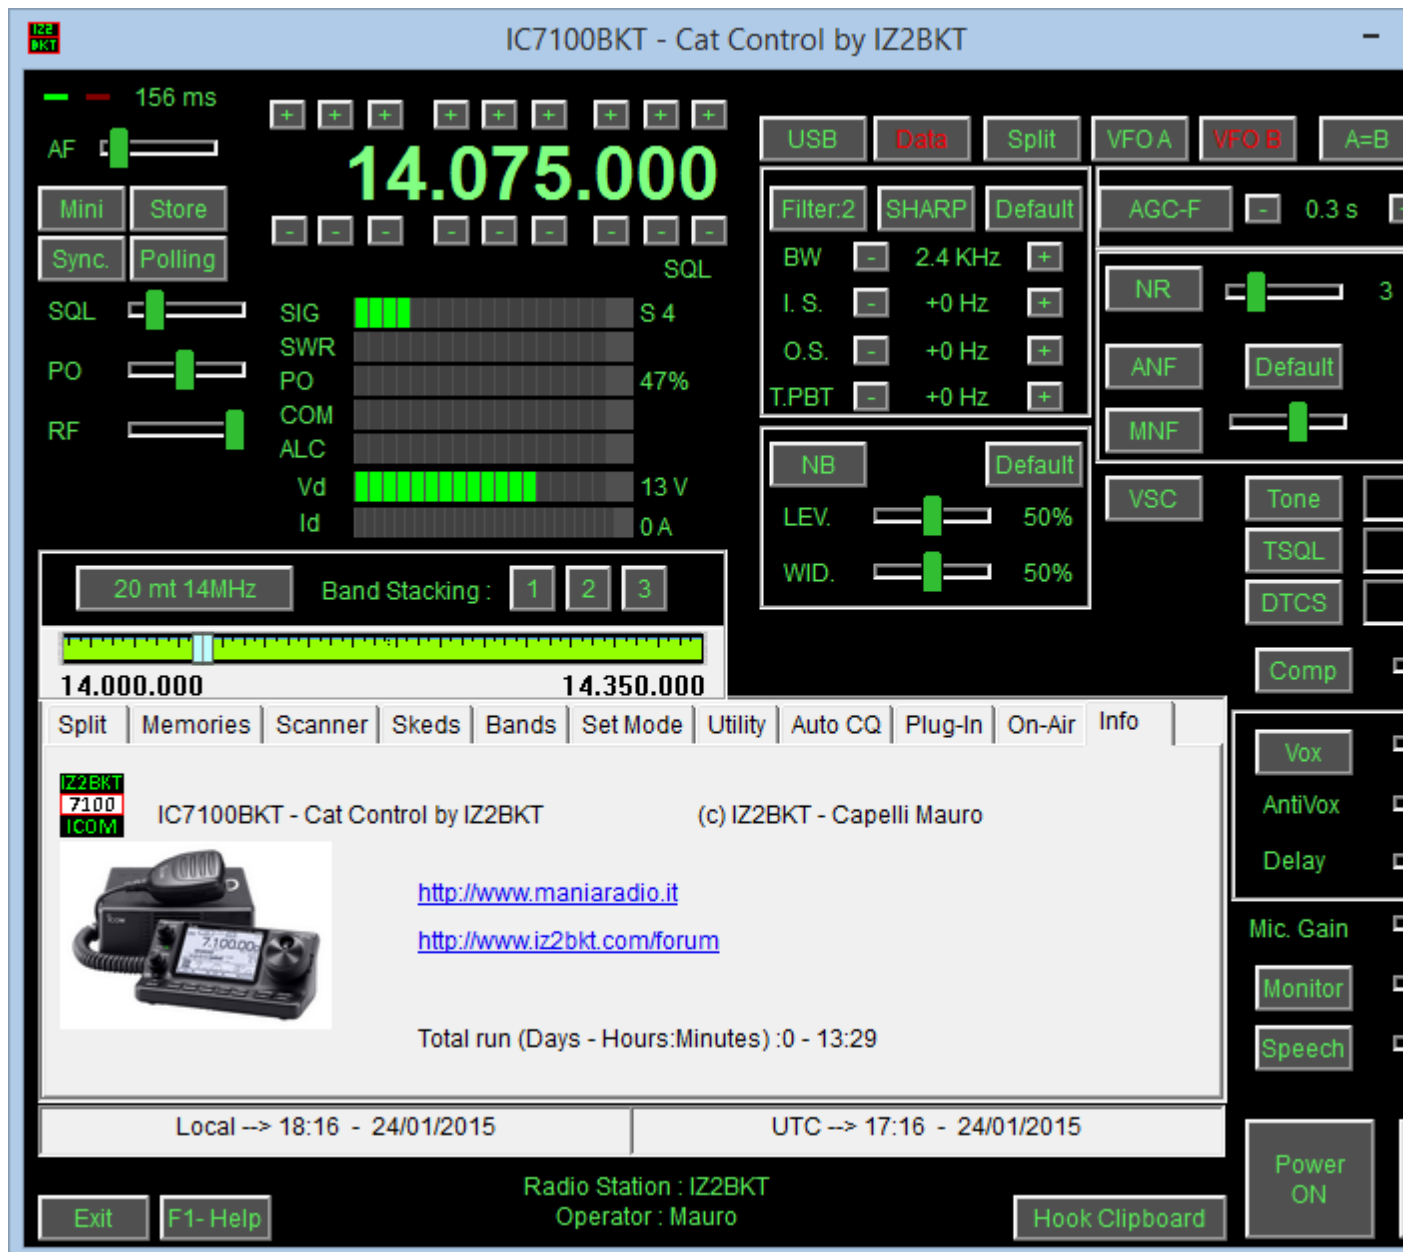 IZ2
BKT
IC7100BKT - Cat Control by IZ2BKT
156 ms
+ + + + + + + + +
AF
14.075.000
USB Data Split VFO A VFO B A=B
Mini Store
- - - - - - - - -
Filter:2 SHARP Default
AGC-F - 0.3 s
Sync. Polling
SQL
BW - 2.4 KHz +
SQL
SIG S 4
I. S. - +0 Hz +
NR 3
SWR
O.S. - +0 Hz +
PO
PO 47%
ANF Default
T.PBT - +0 Hz +
COM
RF
MNF
ALC
NB Default
Vd 13 V
VSC Tone
LEV. 50%
Id 0 A
TSQL
WID. 50%
20 mt 14MHz Band Stacking : 1 2 3
DTCS
14.000.000 14.350.000
Comp
Split Memories Scanner Skeds Bands Set Mode Utility Auto CQ Plug-In On-Air Info
Vox
IZ2BKT
7100
ICOM
IC7100BKT - Cat Control by IZ2BKT (c) IZ2BKT - Capelli Mauro
AntiVox
Delay
http://www.maniaradio.it
Mic. Gain
http://www.iz2bkt.com/forum
7.100.00
Monitor
Total run (Days - Hours:Minutes) :0 - 13:29
Speech
Local --> 18:16 - 24/01/2015 UTC --> 17:16 - 24/01/2015
Power
ON
Radio Station : IZ2BKT
Operator : Mauro
Exit F1- Help Hook Clipboard